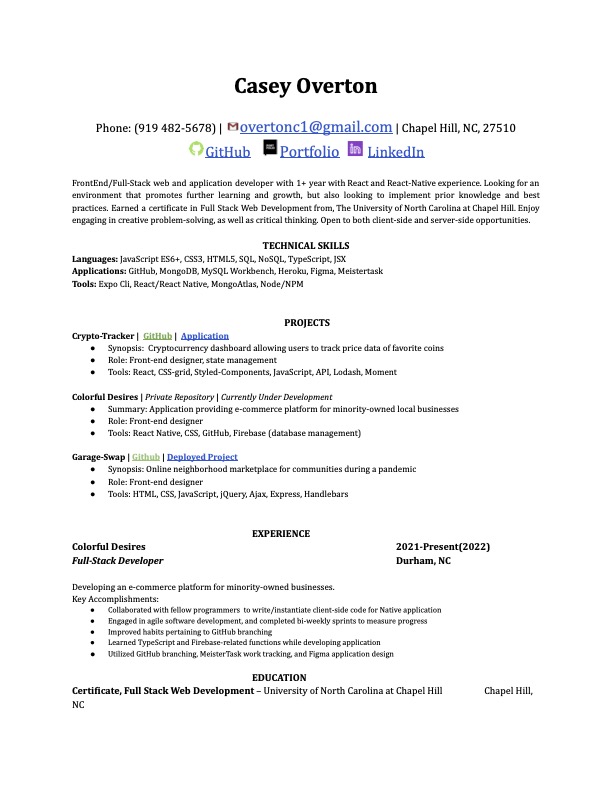 Casey Overton
Phone: (919 482-5678) | overtonc1@gmail.com | Chapel Hill, NC, 27510
GitHub Portfolio LinkedIn
FrontEnd/Full-Stack web and application developer with 1+ year with React and React-Native experience. Looking for an
environment that promotes further learning and growth, but also looking to implement prior knowledge and best
practices. Earned a certificate in Full Stack Web Development from, The University of North Carolina at Chapel Hill. Enjoy
engaging in creative problem-solving, as well as critical thinking. Open to both client-side and server-side opportunities.
TECHNICAL SKILLS
Languages: JavaScript ES6+, CSS3, HTML5, SQL, NoSQL, TypeScript, JSX
Applications: GitHub, MongoDB, MySQL Workbench, Heroku, Figma, Meistertask
Tools: Expo Cli, React/React Native, MongoAtlas, Node/NPM
PROJECTS
Crypto-Tracker | GitHub | Application
● Synopsis: Cryptocurrency dashboard allowing users to track price data of favorite coins
● Role: Front-end designer, state management
● Tools: React, CSS-grid, Styled-Components, JavaScript, API, Lodash, Moment
Colorful Desires | Private Repository | Currently Under Development
● Summary: Application providing e-commerce platform for minority-owned local businesses
● Role: Front-end designer
● Tools: React Native, CSS, GitHub, Firebase (database management)
Garage-Swap | Github | Deployed Project
● Synopsis: Online neighborhood marketplace for communities during a pandemic
● Role: Front-end designer
● Tools: HTML, CSS, JavaScript, jQuery, Ajax, Express, Handlebars
EXPERIENCE
Colorful Desires 2021-Present(2022)
Full-Stack Developer Durham, NC
Developing an e-commerce platform for minority-owned businesses.
Key Accomplishments:
● Collaborated with fellow programmers to write/instantiate client-side code for Native application
● Engaged in agile software development, and completed bi-weekly sprints to measure progress
● Improved habits pertaining to GitHub branching
● Learned TypeScript and Firebase-related functions while developing application
● Utilized GitHub branching, MeisterTask work tracking, and Figma application design
EDUCATION
Certificate, Full Stack Web Development – University of North Carolina at Chapel Hill Chapel Hill,
NC